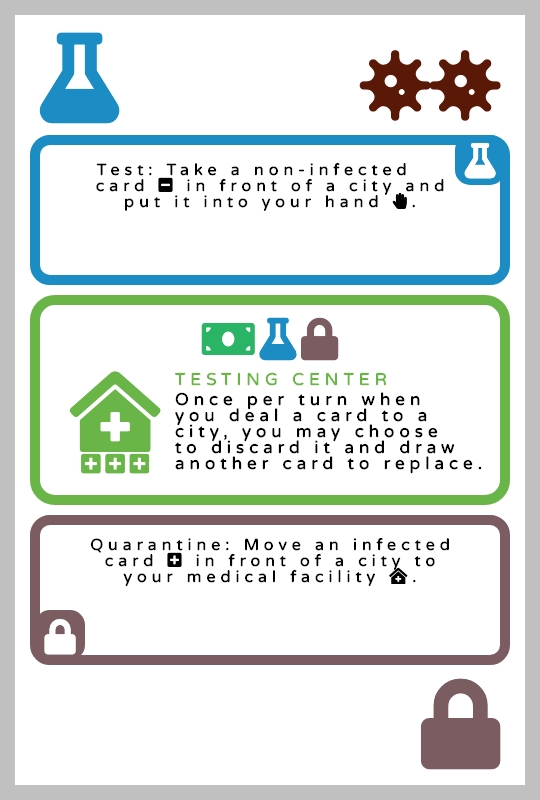 Test: Take a non-infected
card in front of a city and
put it into your hand .
TESTING CENTER
Once per turn when
you deal a card to a
city, you may choose
to discard it and draw
another card to replace.
Quarantine: Move an infected
card in front of a city to
your medical facility .